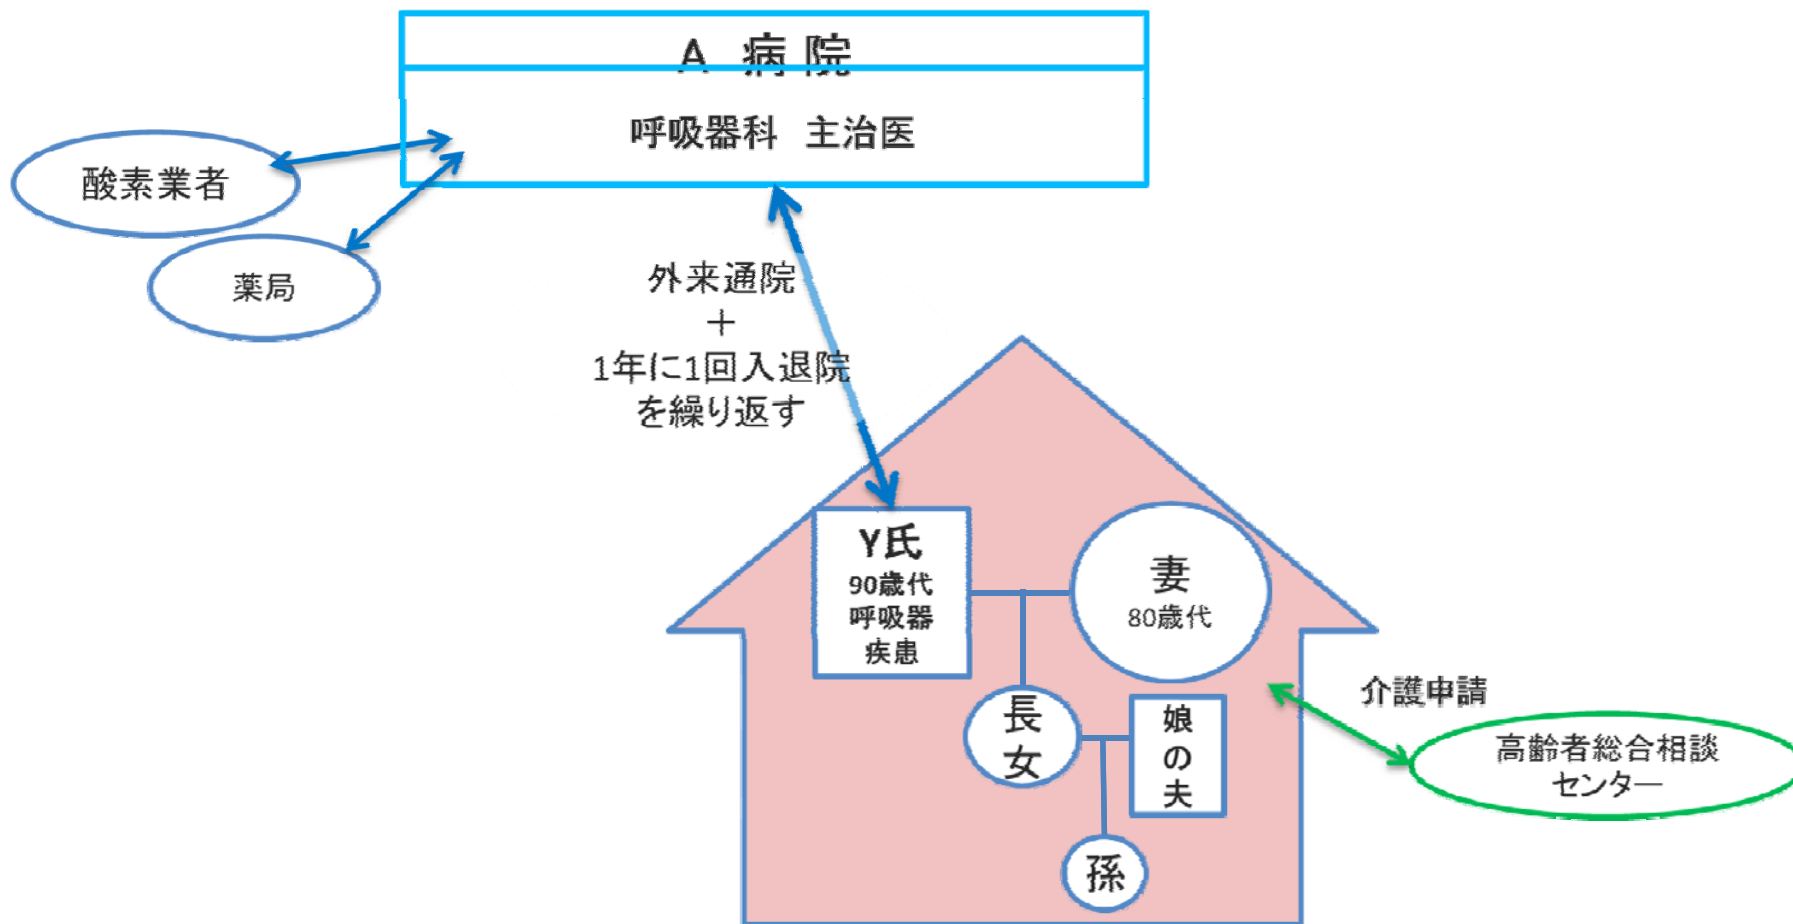 A 病院
呼吸器科 主治医
酸素業者
薬局
外来通院
＋
1年に1回入退院
を繰り返す
Y氏
90歳代
呼吸器
疾患
妻
80歳代
長
女
娘
の
夫
孫
介護申請
高齢者総合相談
センター